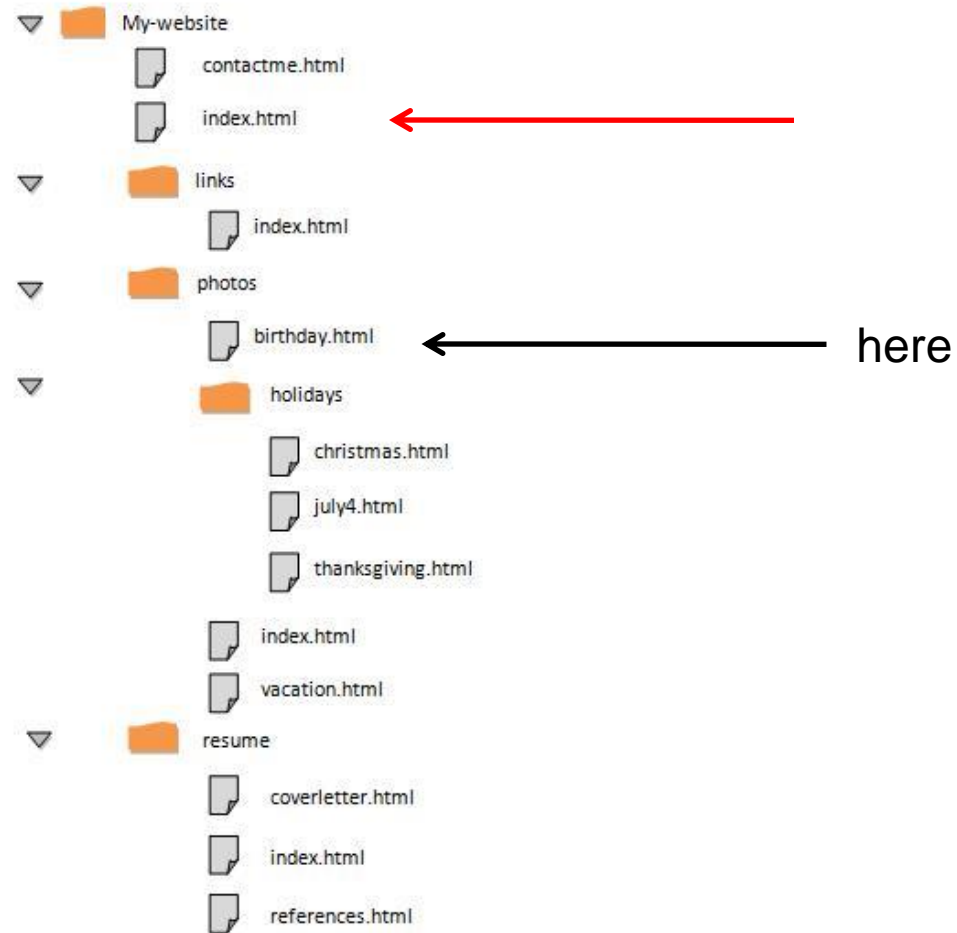 My-website
contactme.html
index.html
links
index.html
photos
birthday.html
here
holidays
christmas.html
july4.html
thanksgiving.html
index.html
vacation.html
resume
coverletter.html
index.html
references.html